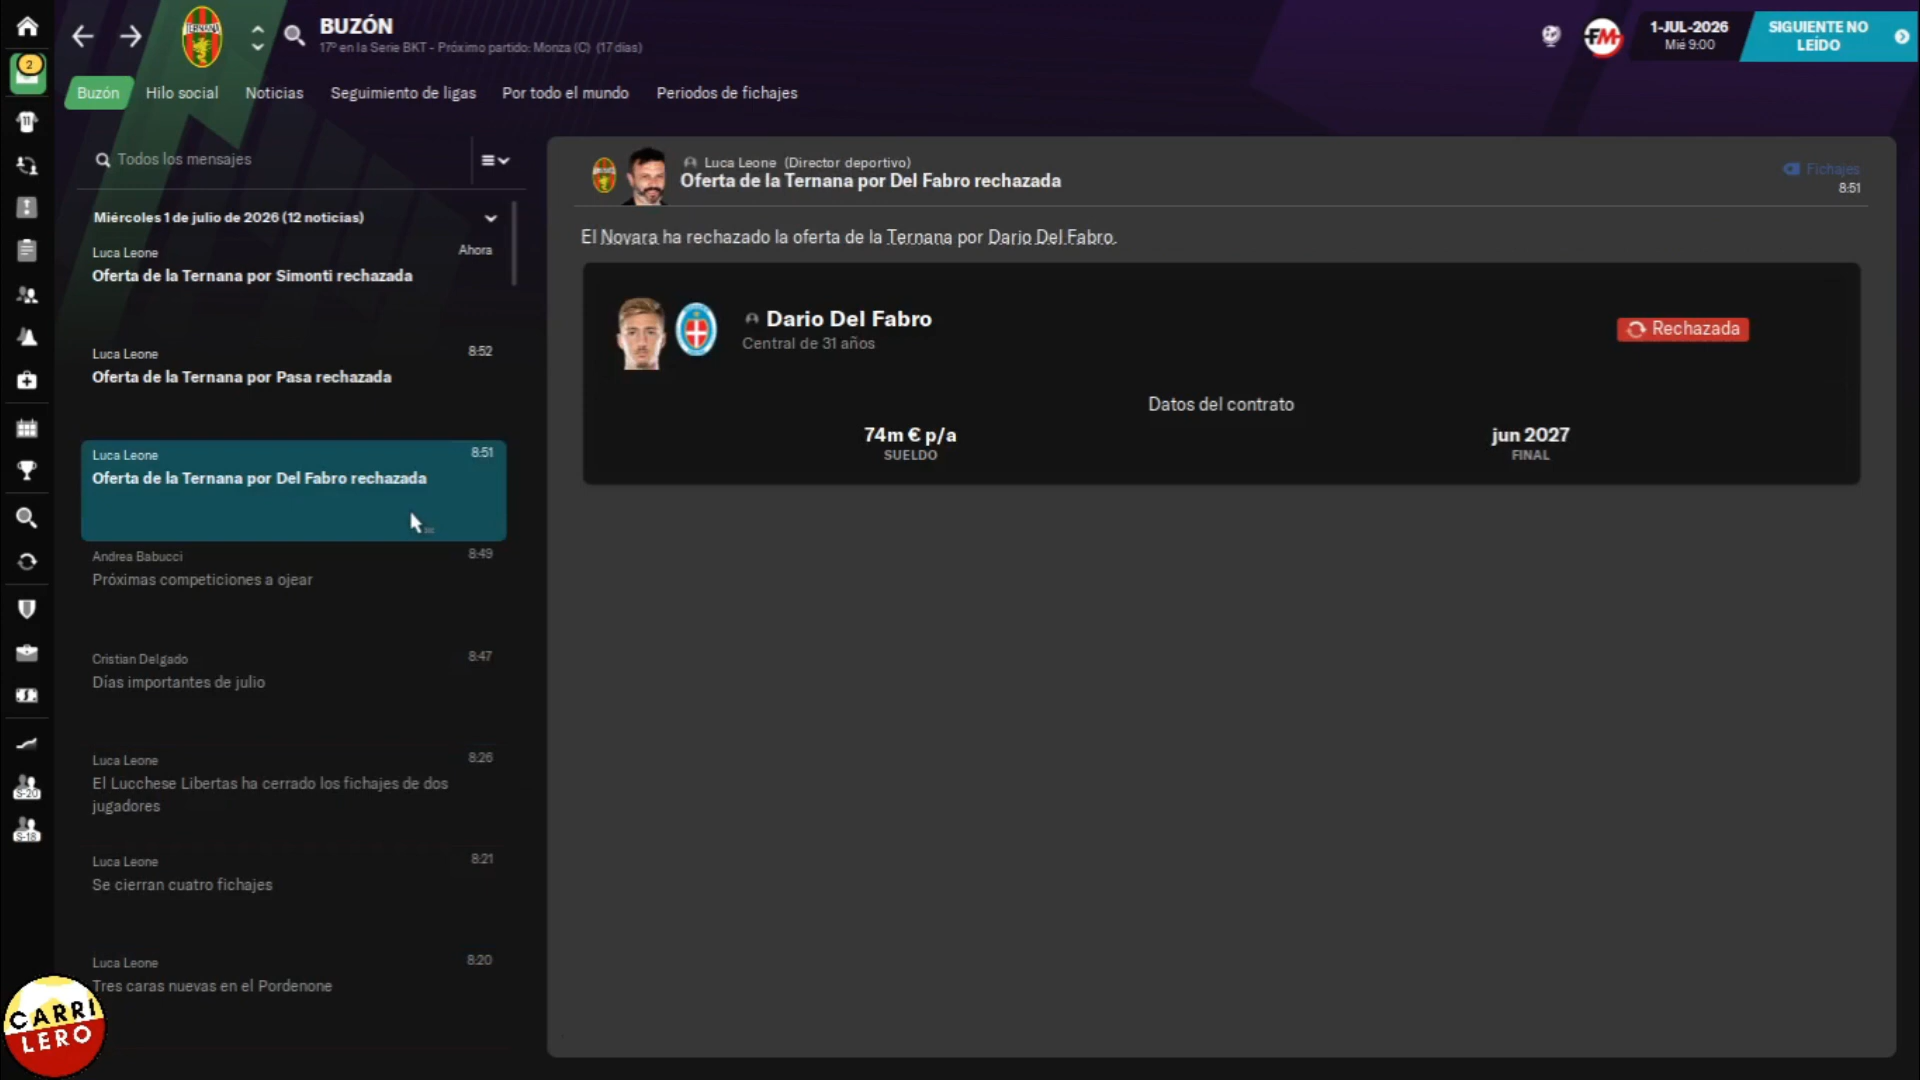 BUZÓN
17º en la Serie BKT - Próximo partido: Monza (C) (17 días)
1-JUL-2026
Mié 9:00
SIGUIENTE NO
LEÍDO
2
Buzón
Hilo social
Noticias
Seguimiento de ligas
Por todo el mundo
Periodos de fichajes
Todos los mensajes
Miércoles 1 de julio de 2026 (12 noticias)
Luca Leone
Ahora
Oferta de la Ternana por Simonti rechazada
Luca Leone
8:52
Oferta de la Ternana por Pasa rechazada
Luca Leone
8:51
Oferta de la Ternana por Del Fabro rechazada
Andrea Babucci
8:49
Próximas competiciones a ojear
Cristian Delgado
8:47
Días importantes de julio
Luca Leone
8:26
El Lucchese Libertas ha cerrado los fichajes de dos
jugadores
Luca Leone
8:21
Se cierran cuatro fichajes
Luca Leone
8:20
Tres caras nuevas en el Pordenone
Luca Leone (Director deportivo)
Oferta de la Ternana por Del Fabro rechazada
Fichajes
8:51
El Novara ha rechazado la oferta de la Ternana por Dario Del Fabro.
Dario Del Fabro
Central de 31 años
Rechazada
Datos del contrato
74m € p/a
SUELDO
jun 2027
FINAL
TERNANA
FM
11
S-20
S-18
CARRI
LERO